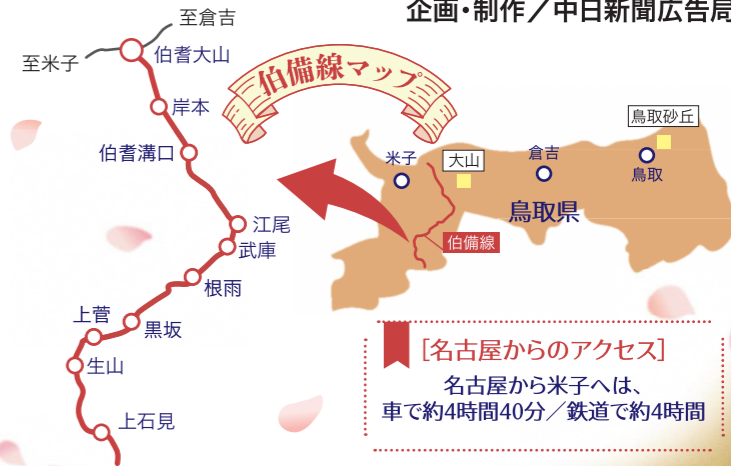 企画・制作／中日新聞広告局
至倉吉
至米子
伯耆大山
伯備線マップ
岸本
伯耆溝口
江尾
武庫
根雨
上菅
黒坂
生山
上石見
鳥取砂丘
米子
大山
倉吉
鳥取
鳥取県
伯備線
［名古屋からのアクセス］
名古屋から米子へは、
車で約4時間40分／鉄道で約4時間